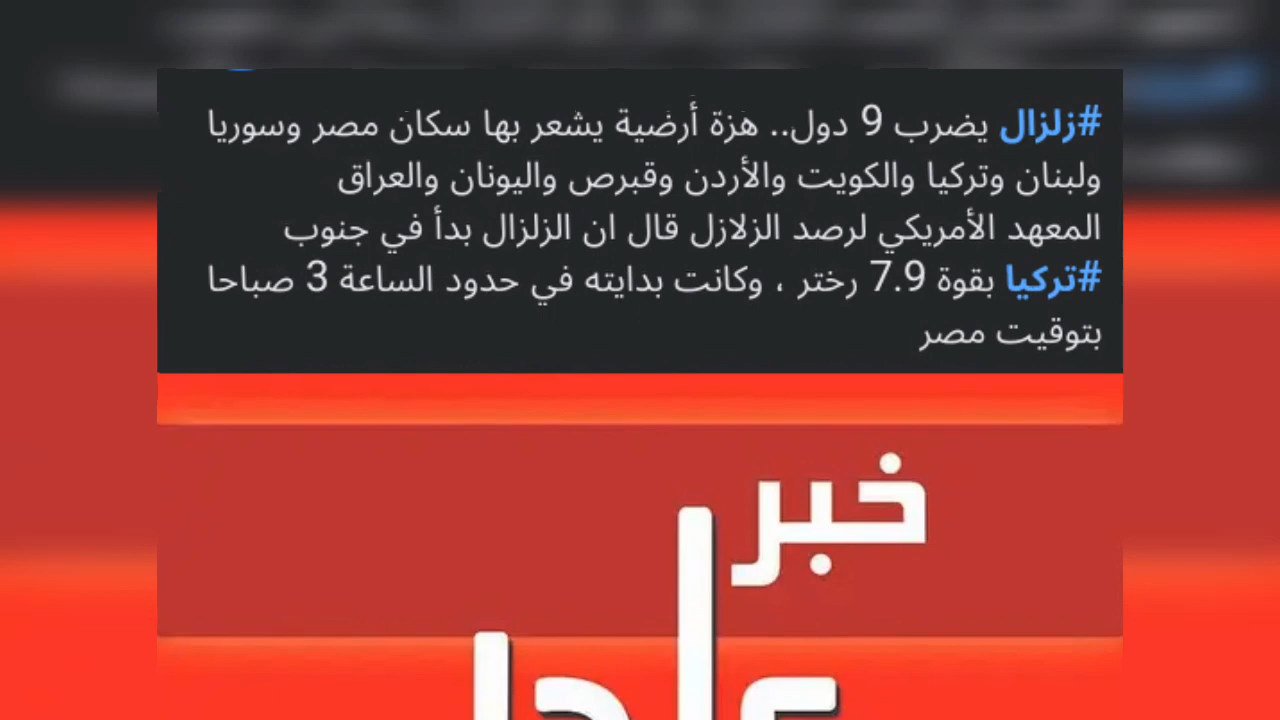 #زلزال يضرب 9 دول.. هزة أرضية يشعر بها سكان مصر وسوريا
ولبنان وتركيا والكويت والأردن وقبرص واليونان والعراق
المعهد الأمريكي لرصد الزلازل قال ان الزلزال بدأ في جنوب
#تركيا بقوة 7.9 رختر ، وكانت بدايته في حدود الساعة 3 صباحا
بتوقيت مصر
خبر
عاجل